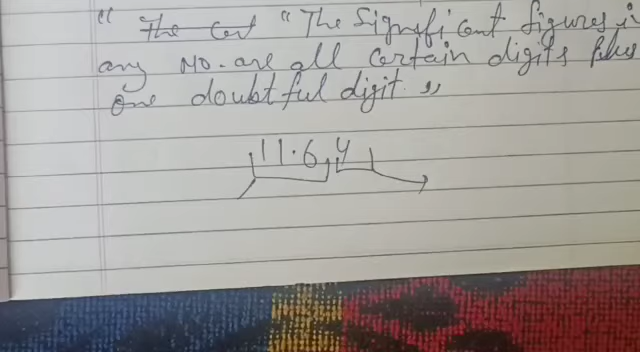 " The Cert "The Significant figures in
any No. are all Certain digits Plus
One doubtful digit "
11.6,4